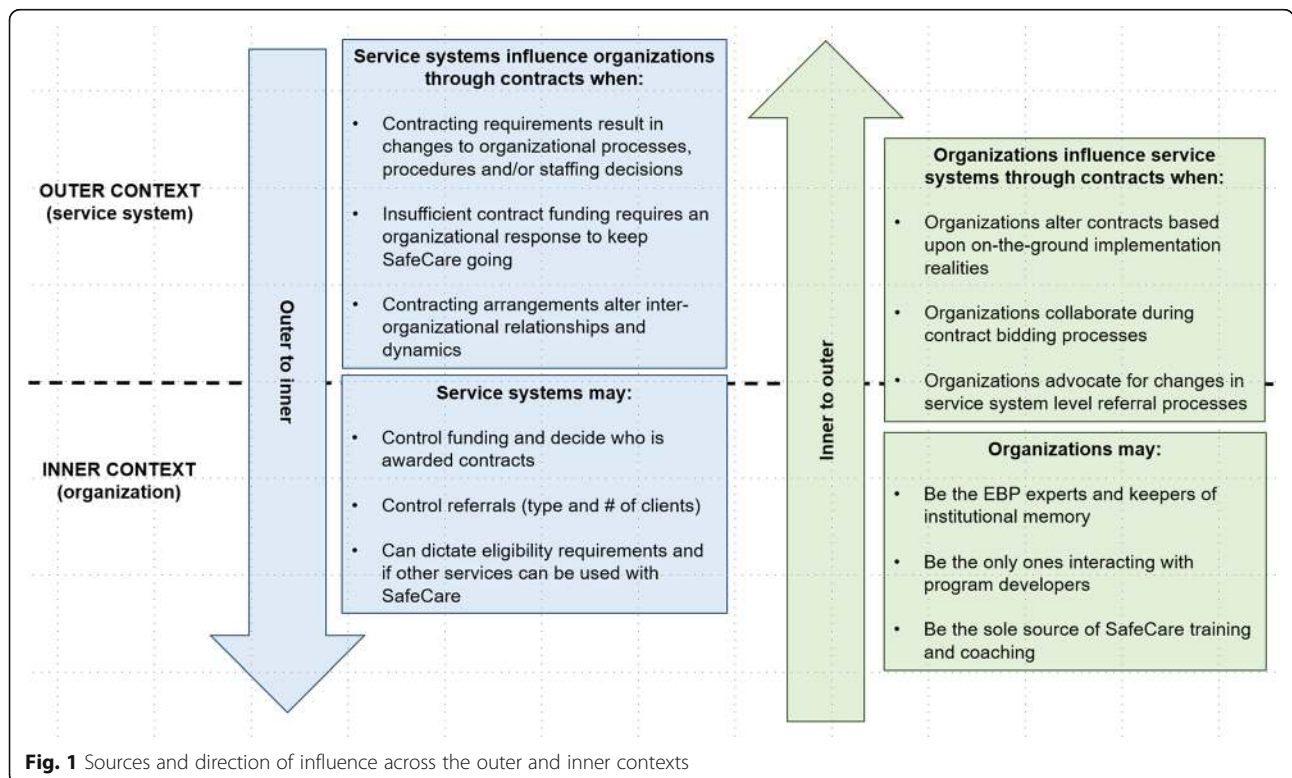 OUTER CONTEXT
(service system)
INNER CONTEXT
(organization)
Outer to inner
Service systems influence organizations
through contracts when:
• Contracting requirements result in
changes to organizational processes,
procedures and/or staffing decisions
• Insufficient contract funding requires an
organizational response to keep
SafeCare going
• Contracting arrangements alter inter-
organizational relationships and
dynamics
Service systems may:
• Control funding and decide who is
awarded contracts
• Control referrals (type and # of clients)
• Can dictate eligibility requirements and
if other services can be used with
SafeCare
Inner to outer
Organizations influence service
systems through contracts when:
• Organizations alter contracts based
upon on-the-ground implementation
realities
• Organizations collaborate during
contract bidding processes
• Organizations advocate for changes in
service system level referral processes
Organizations may:
• Be the EBP experts and keepers of
institutional memory
• Be the only ones interacting with
program developers
• Be the sole source of SafeCare training
and coaching
Fig. 1 Sources and direction of influence across the outer and inner contexts